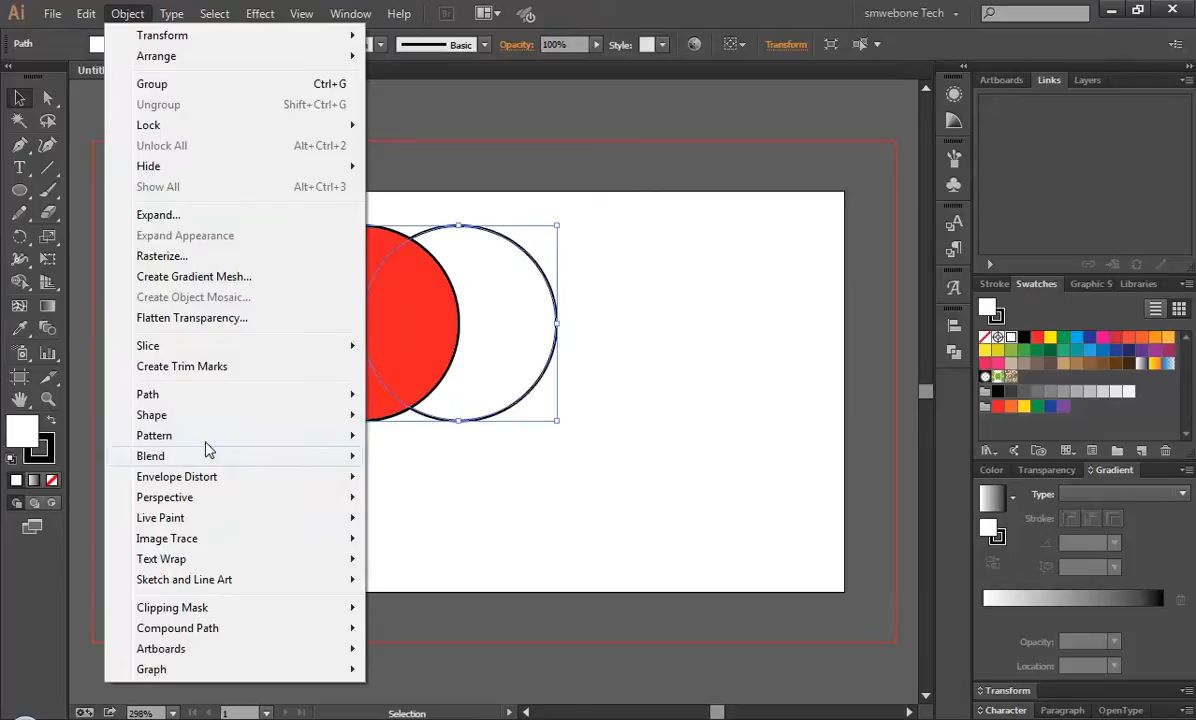 Ai File Edit Object Type Select Effect View Window Help Br smwebone Tech
Path Basic Opacity: 100% Style: Transform
Untitl
Transform
Arrange
Group Ctrl+G
Ungroup Shift+Ctrl+G
Lock
Unlock All Alt+Ctrl+2
Hide
Show All Alt+Ctrl+3
Expand...
Expand Appearance
Rasterize...
Create Gradient Mesh...
Create Object Mosaic...
Flatten Transparency...
Slice
Create Trim Marks
Path
Shape
Pattern
Blend
Envelope Distort
Perspective
Live Paint
Image Trace
Text Wrap
Sketch and Line Art
Clipping Mask
Compound Path
Artboards
Graph
Artboards Links Layers
Stroke Swatches Graphic S Libraries
Color Transparency Gradient
Type:
Stroke:
Opacity:
Location:
Transform
Character Paragraph OpenType
298% 1 Selection